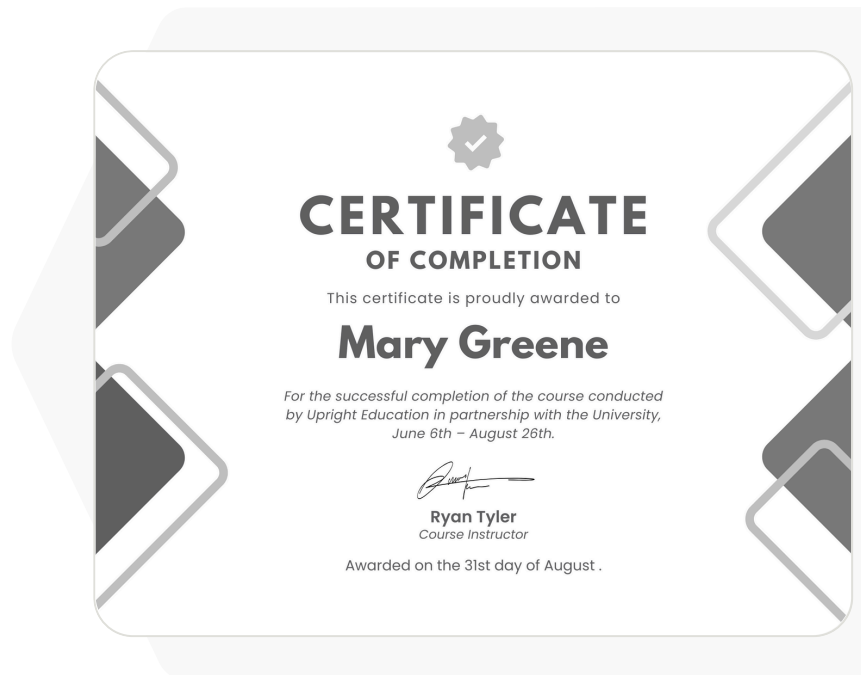 CERTIFICATE
OF COMPLETION
This certificate is proudly awarded to
Mary Greene
For the successful completion of the course conducted
by Upright Education in partnership with the University,
June 6th – August 26th.
Ryan Tyler
Course Instructor
Awarded on the 31st day of August .